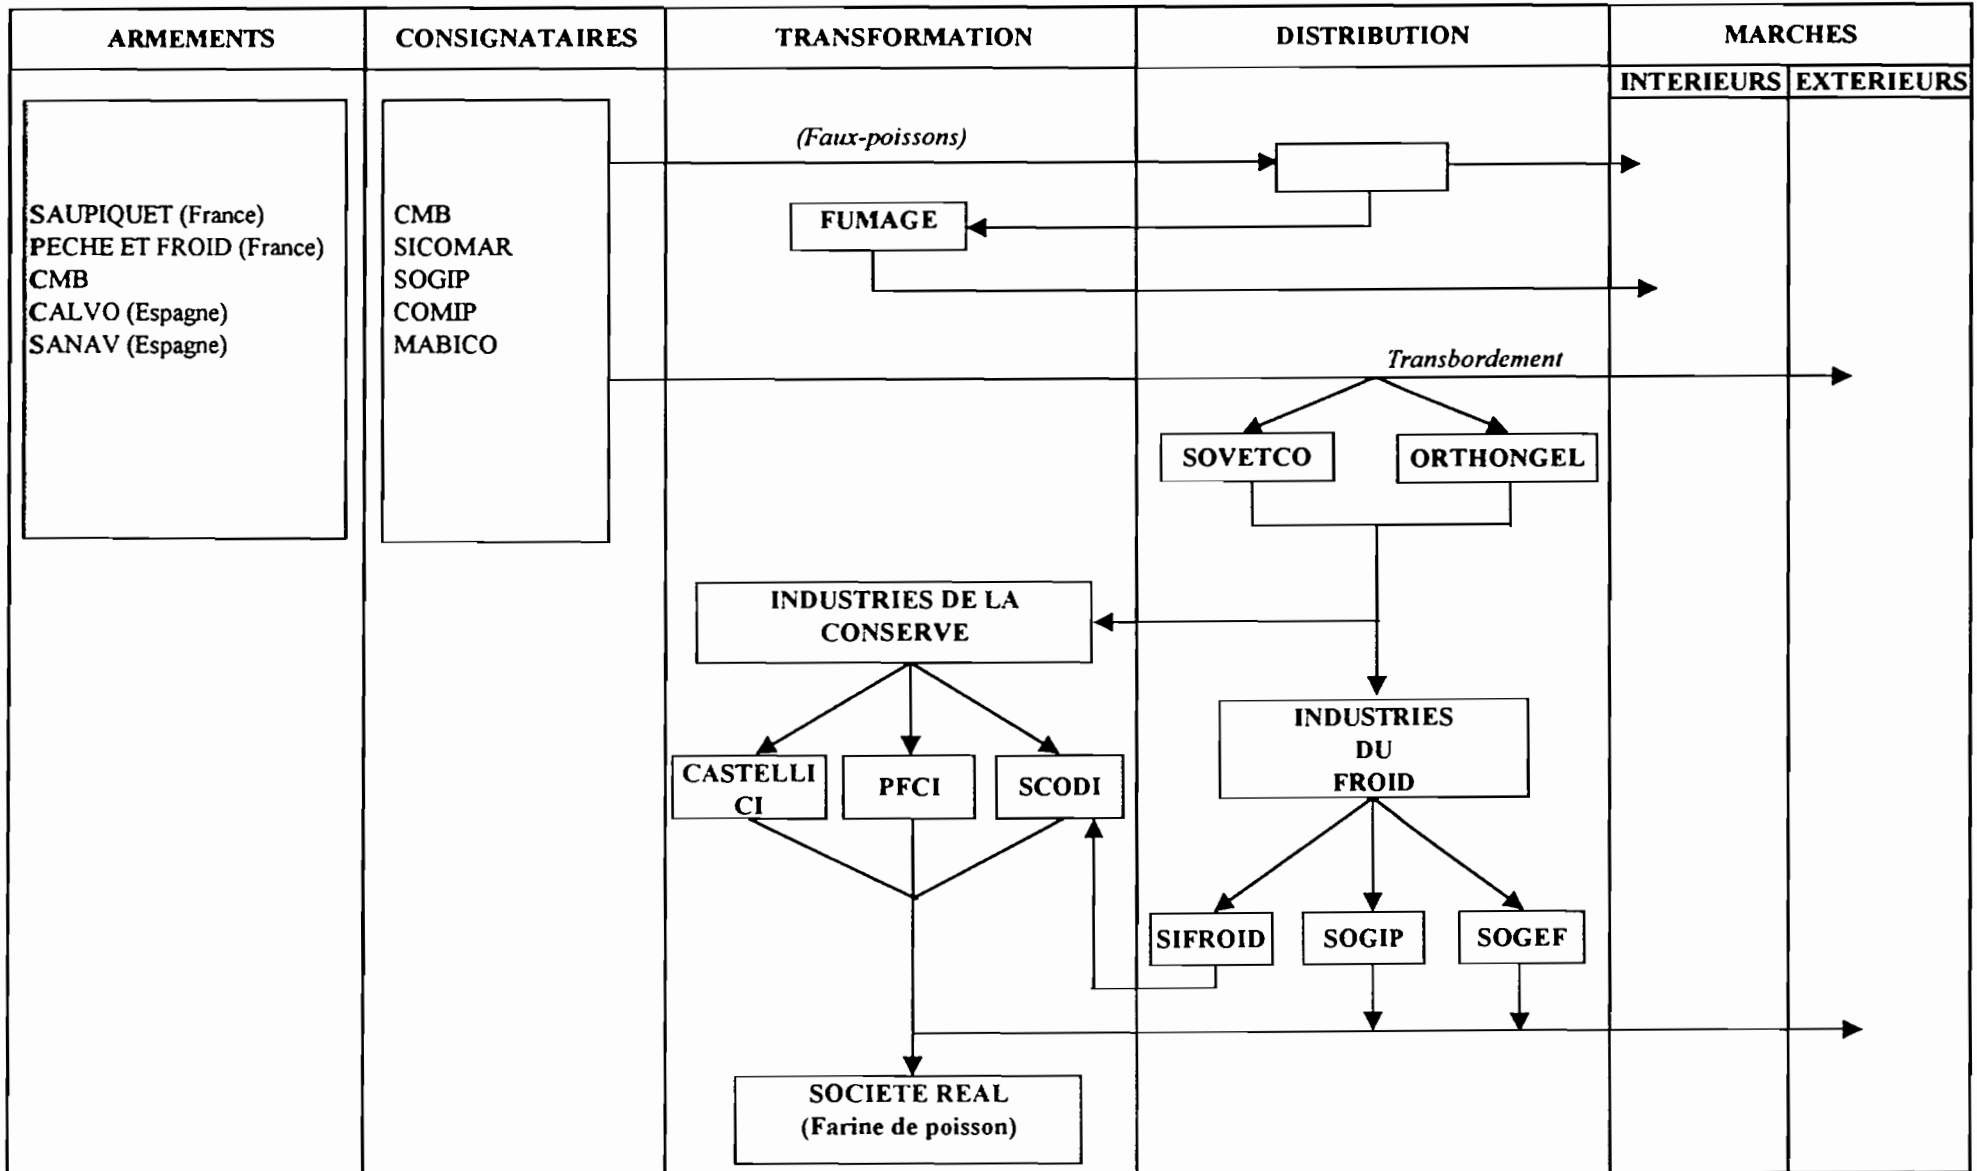 ARMEMENTS
CONSIGNATAIRES
TRANSFORMATION
DISTRIBUTION
MARCHES
INTERIEURS
EXTERIEURS
SAUPIQUET (France)
PECHE ET FROID (France)
CMB
CALVO (Espagne)
SANAV (Espagne)
CMB
SICOMAR
SOGIP
COMIP
MABICO
(Faux-poissons)
FUMAGE
Transbordement
SOVETCO
ORTHONGEL
INDUSTRIES DE LA
CONSERVE
INDUSTRIES
DU
FROID
CASTELLI
CI
PFCI
SCODI
SIFROID
SOGIP
SOGEF
SOCIETE REAL
(Farine de poisson)